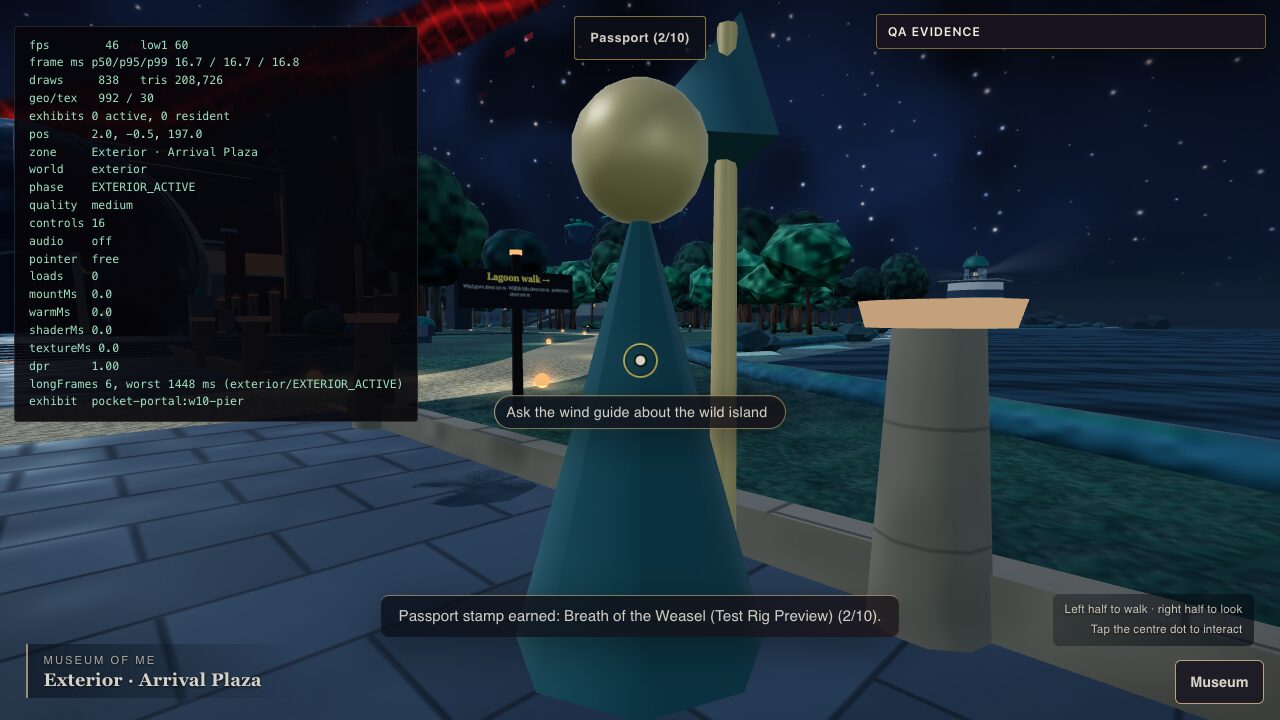 fps 46 low1 60
frame ms p50/p95/p99 16.7 / 16.7 / 16.8
draws 838 tris 208,726
geo/tex 992 / 30
exhibits 0 active, 0 resident
pos 2.0, −0.5, 197.0
zone Exterior · Arrival Plaza
world exterior
phase EXTERIOR_ACTIVE
quality medium
controls 16
audio off
pointer free
loads 0
mountMs 0.0
warmMs 0.0
shaderMs 0.0
textureMs 0.0
dpr 1.00
longFrames 6, worst 1448 ms (exterior/EXTERIOR_ACTIVE)
exhibit pocket-portal:w10-pier
Passport (2/10)
QA EVIDENCE
Lagoon walk →
Ask the wind guide about the wild island
Passport stamp earned: Breath of the Weasel (Test Rig Preview) (2/10).
Left half to walk · right half to look
Tap the centre dot to interact
MUSEUM OF ME
Exterior · Arrival Plaza
Museum